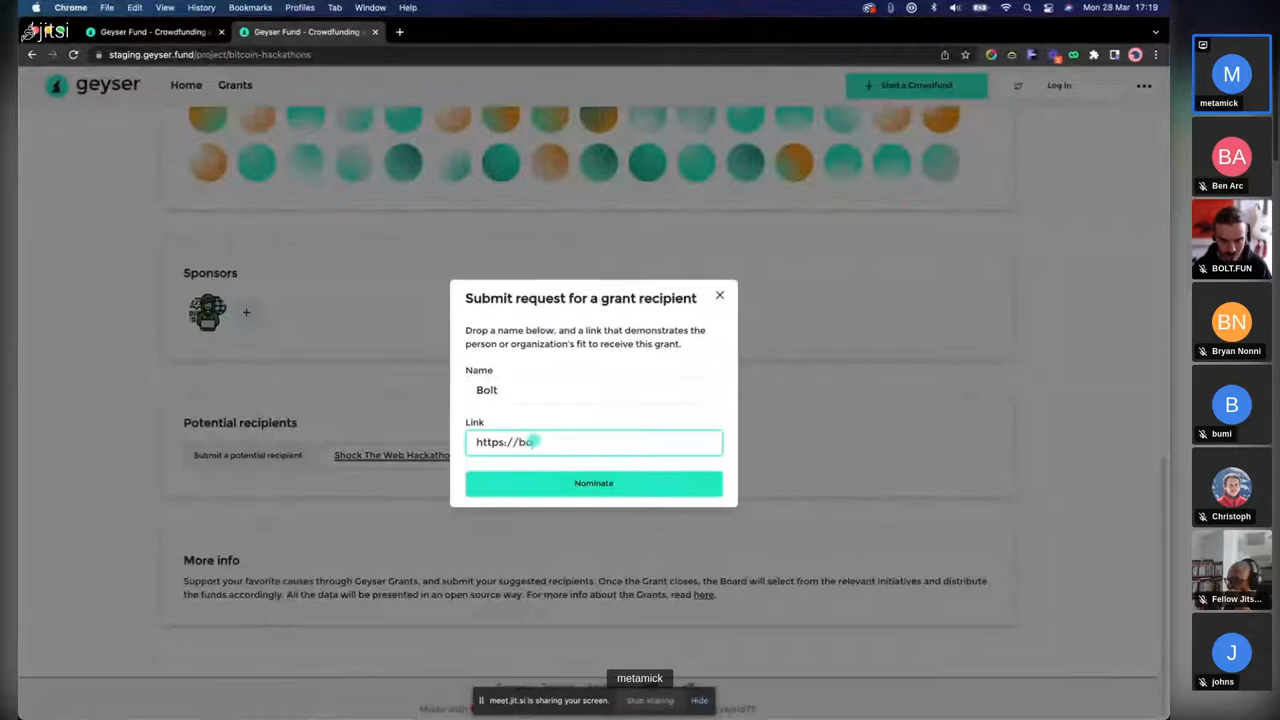 Chrome File Edit View History Bookmarks Profiles Tab Window Help
Mon 28 Mar 17:19
jitsi
Geyser Fund - Crowdfunding
Geyser Fund - Crowdfunding
staging.geyser.fund/project/bitcoin-hackathons
geyser
Home
Grants
Start a Crowdfund
Log In
Sponsors
Potential recipients
Submit a potential recipient
Shock The Web Hackatho
More info
Support your favorite causes through Geyser Grants, and submit your suggested recipients. Once the Grant closes, the Board will select from the relevant initiatives and distribute
the funds accordingly. All the data will be presented in an open source way. For more info about the Grants, read here.
Submit request for a grant recipient
Drop a name below, and a link that demonstrates the
person or organization's fit to receive this grant.
Name
Bolt
Link
https://bo
Nominate
metamick
meet.jit.si is sharing your screen.
Stop sharing
Hide
Made with
M
metamick
BA
Ben Arc
BOLT.FUN
BN
Bryan Nonni
B
bumi
Christoph
Fellow Jits...
J
johns